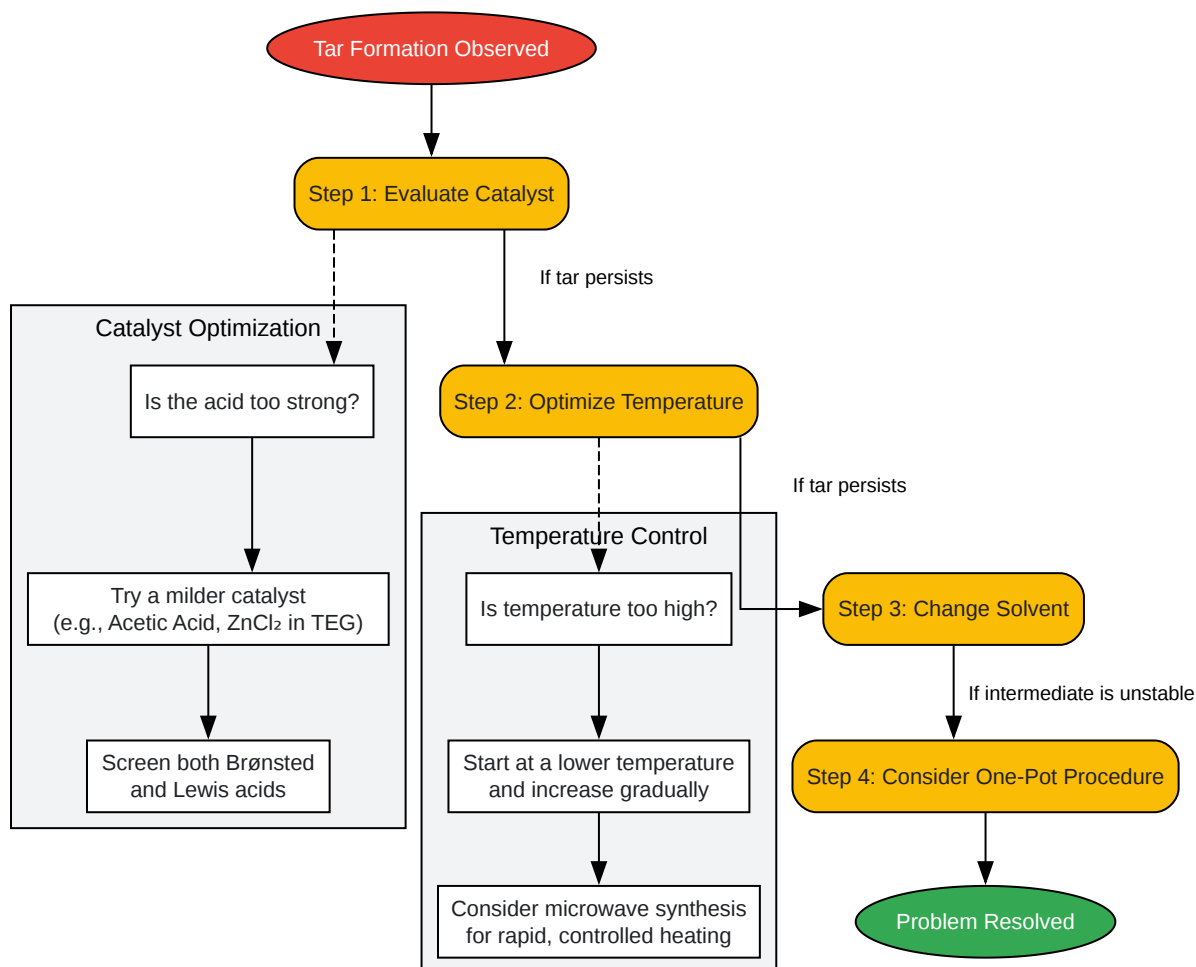 Tar Formation Observed
Step 1: Evaluate Catalyst
If tar persists
Catalyst Optimization
Is the acid too strong?
Try a milder catalyst
(e.g., Acetic Acid, ZnCl₂ in TEG)
Screen both Brønsted
and Lewis acids
Step 2: Optimize Temperature
If tar persists
Temperature Control
Is temperature too high?
Start at a lower temperature
and increase gradually
Consider microwave synthesis
for rapid, controlled heating
Step 3: Change Solvent
If intermediate is unstable
Step 4: Consider One-Pot Procedure
Problem Resolved